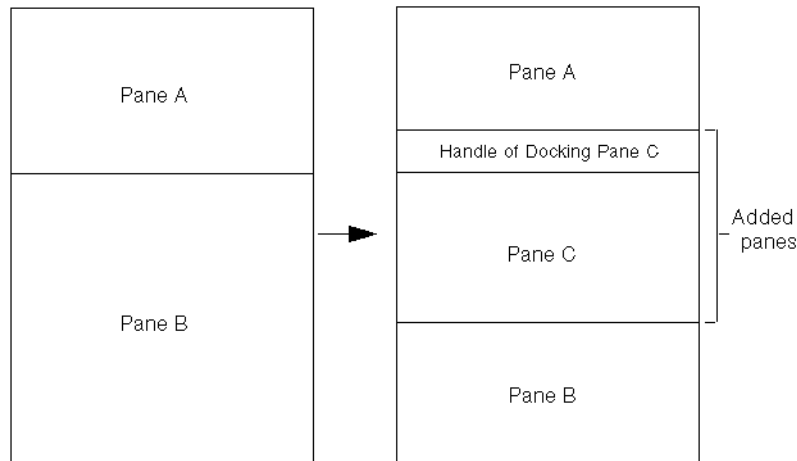 Pane A
Pane B
Pane A
Handle of Docking Pane C
Pane C
Pane B
Added
panes